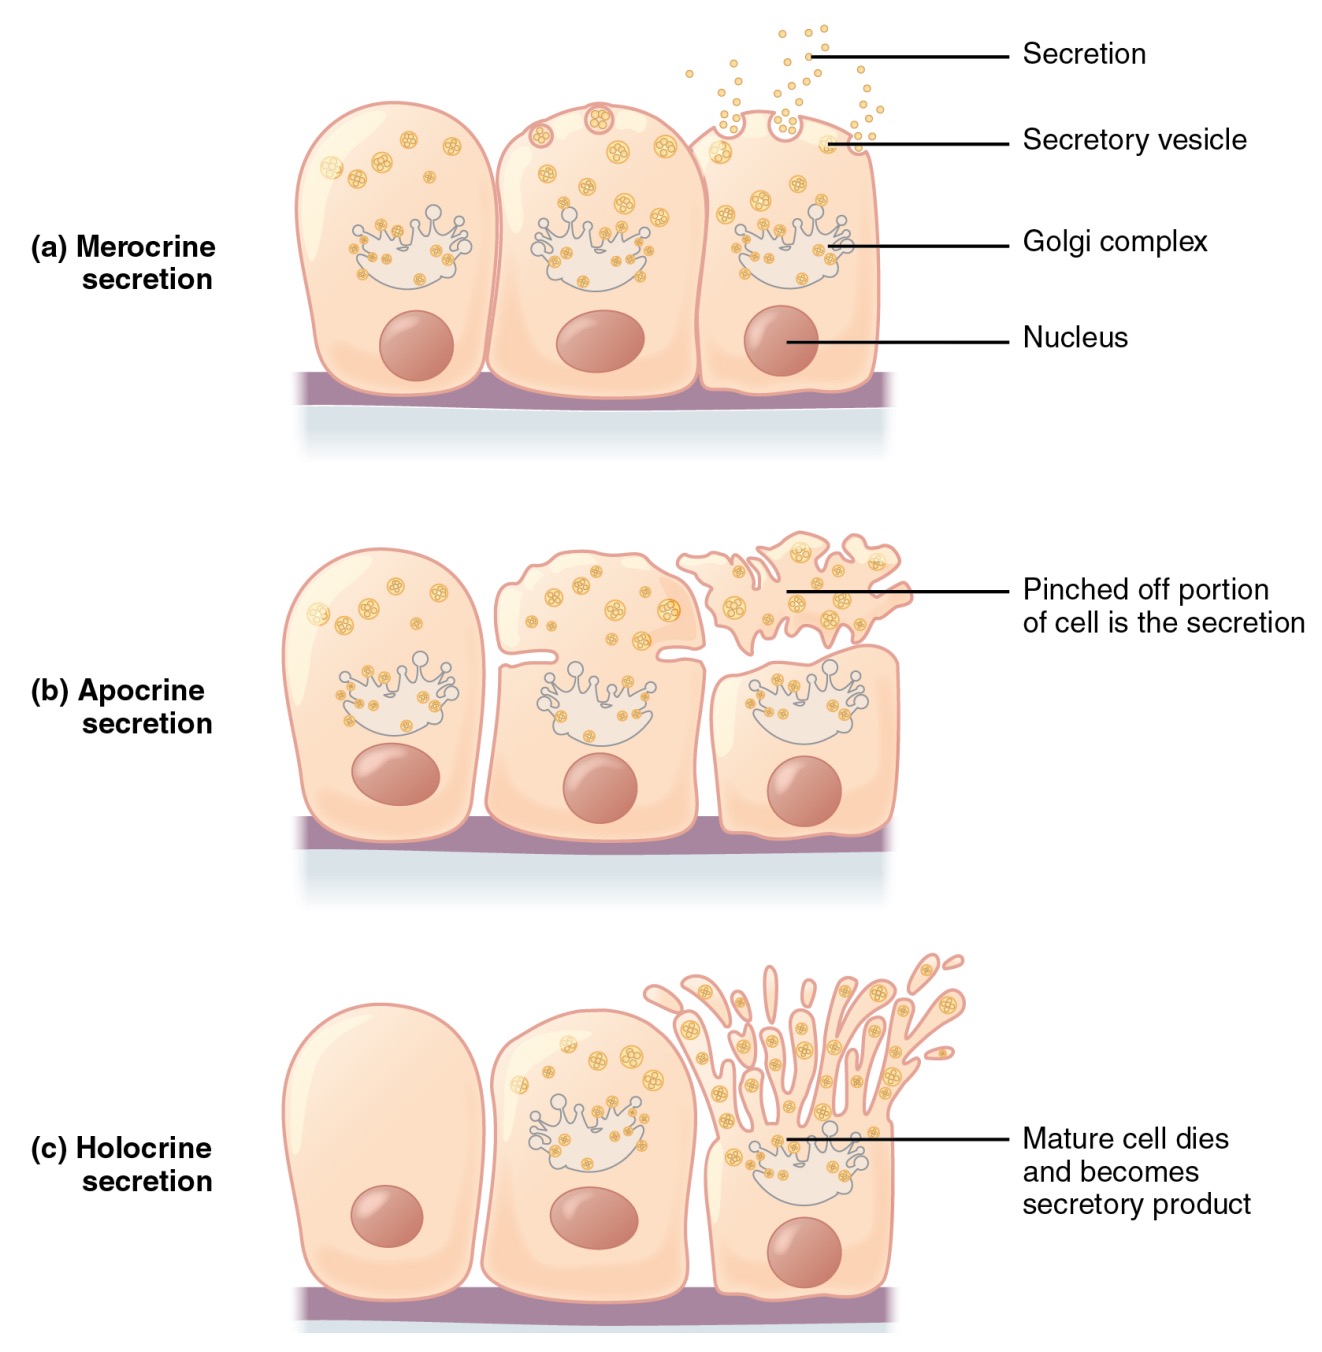 Secretion
Secretory vesicle
(a) Merocrine
secretion
Golgi complex
Nucleus
Pinched off portion
of cell is the secretion
(b) Apocrine
secretion
(c) Holocrine
secretion
Mature cell dies
and becomes
secretory product